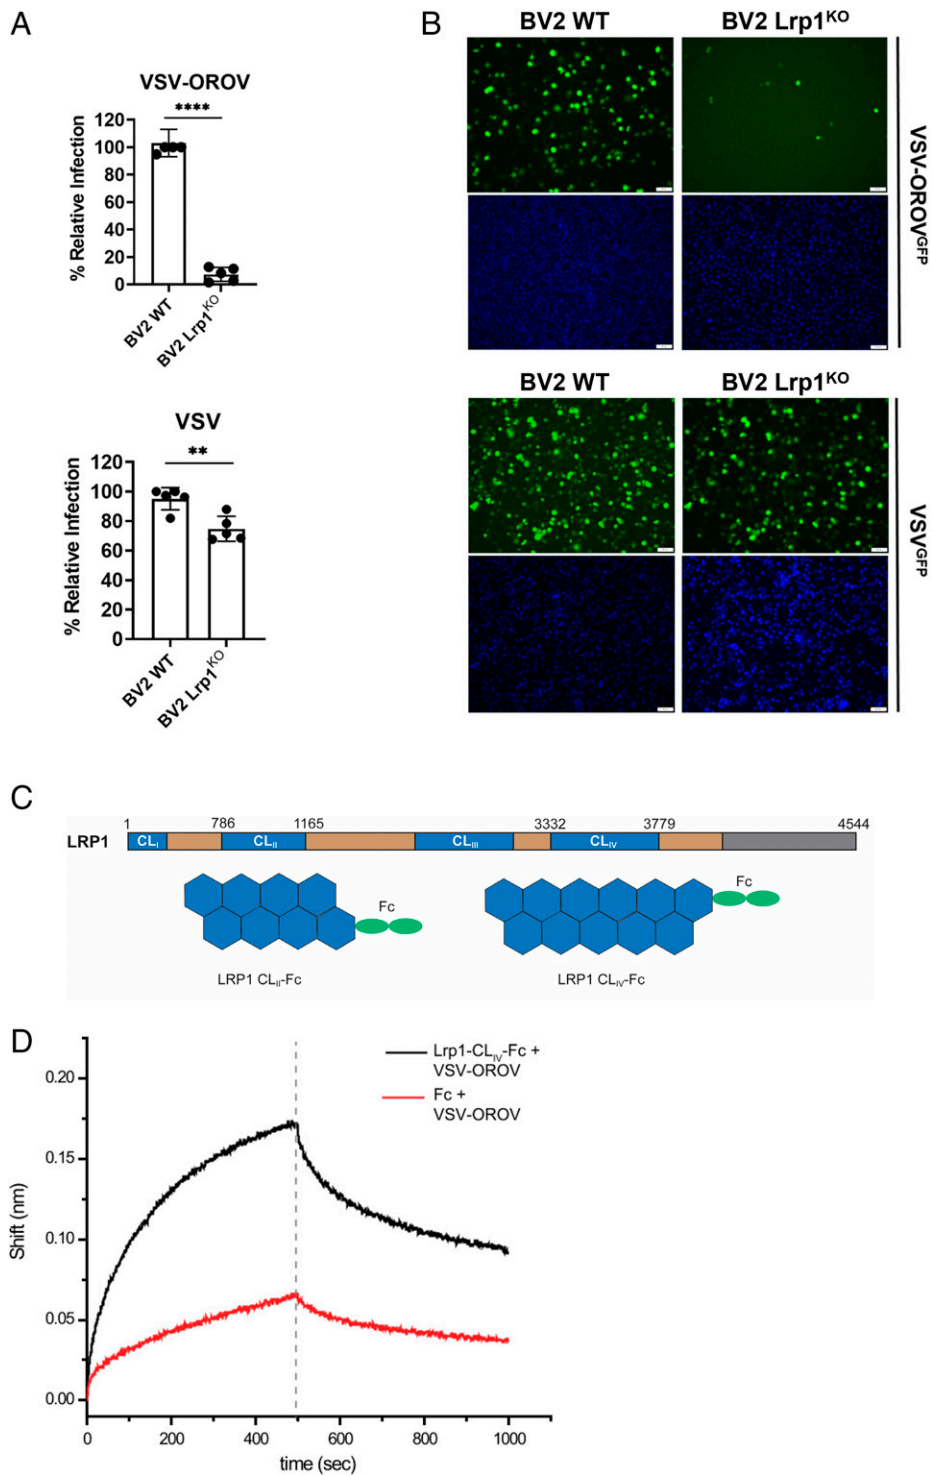 A
VSV-OROV
****
% Relative Infection
120
100
80
60
40
20
0
BV2 WT
BV2 Lrp1KO
VSV
**
% Relative Infection
120
100
80
60
40
20
0
BV2 WT
BV2 Lrp1KO
B
BV2 WT
BV2 Lrp1KO
VSV-OROVGFP
BV2 WT
BV2 Lrp1KO
VSVGFP
C
1 786 1165 3332 3779 4544
LRP1 CLI CLII CLIII CLIV
Fc
Fc
LRP1 CLII-Fc
LRP1 CLIV-Fc
D
Lrp1-CLIV-Fc +
VSV-OROV
Fc +
VSV-OROV
Shift (nm)
0.20
0.15
0.10
0.05
0.00
0 200 400 600 800 1000
time (sec)